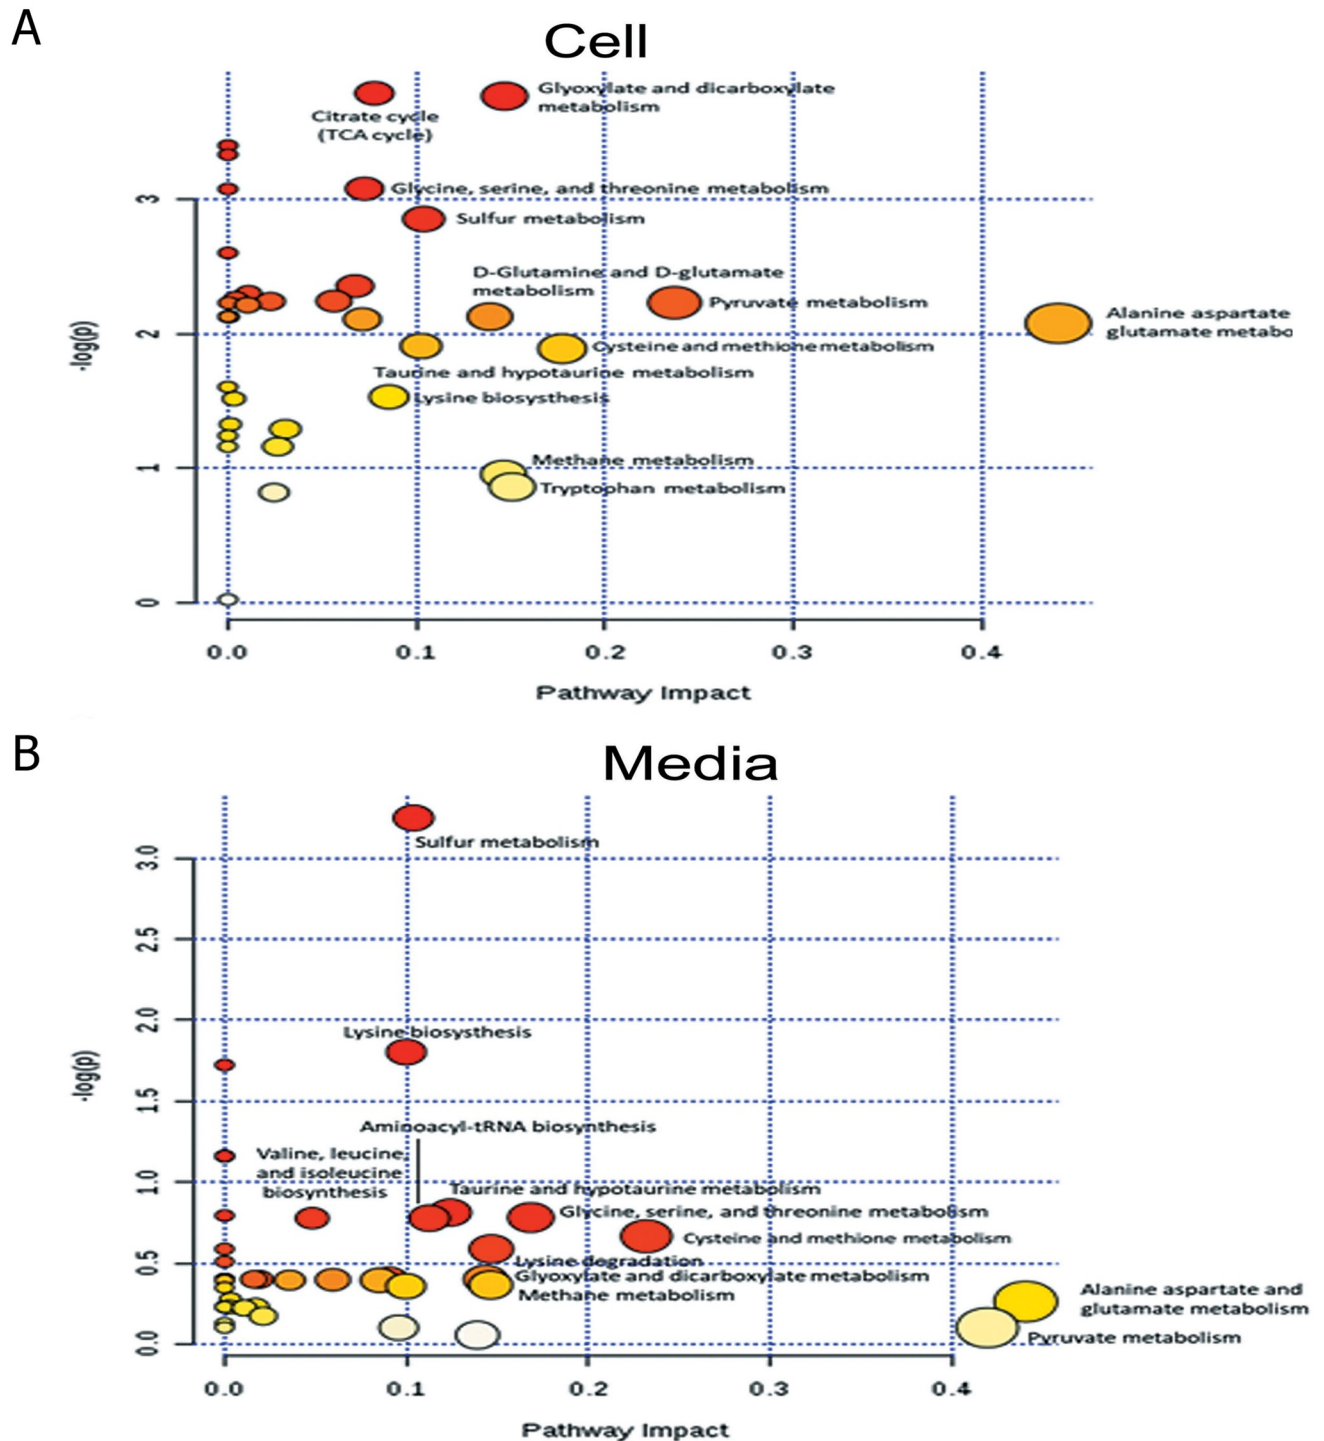 A
Cell
Glyoxylate and dicarboxylate
metabolism
Citrate cycle
(TCA cycle)
Glycine, serine, and threonine metabolism
3
Sulfur metabolism
D-Glutamine and D-glutamate
metabolism
Pyruvate metabolism
Alanine aspartate
glutamate metabo
2
-log(p)
Cysteine and methione metabolism
Taurine and hypotaurine metabolism
Lysine biosysthesis
Methane metabolism
1
Tryptophan metabolism
0
0.0 0.1 0.2 0.3 0.4
Pathway Impact
B
Media
Sulfur metabolism
3.0
2.5
2.0
Lysine biosysthesis
-log(p)
1.5
Aminoacyl-tRNA biosynthesis
Valine, leucine,
and isoleucine
biosynthesis
1.0
Taurine and hypotaurine metabolism
Glycine, serine, and threonine metabolism
Cysteine and methione metabolism
0.5
Lysine degradation
Glyoxylate and dicarboxylate metabolism
Methane metabolism
Alanine aspartate and
glutamate metabolism
Pyruvate metabolism
0.0
0.0 0.1 0.2 0.3 0.4
Pathway Impact